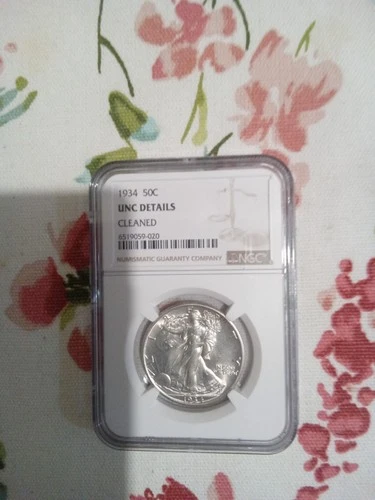 1934 50C
UNC DETAILS
CLEANED
6519059-020
NUMISMATIC GUARANTY COMPANY NGC